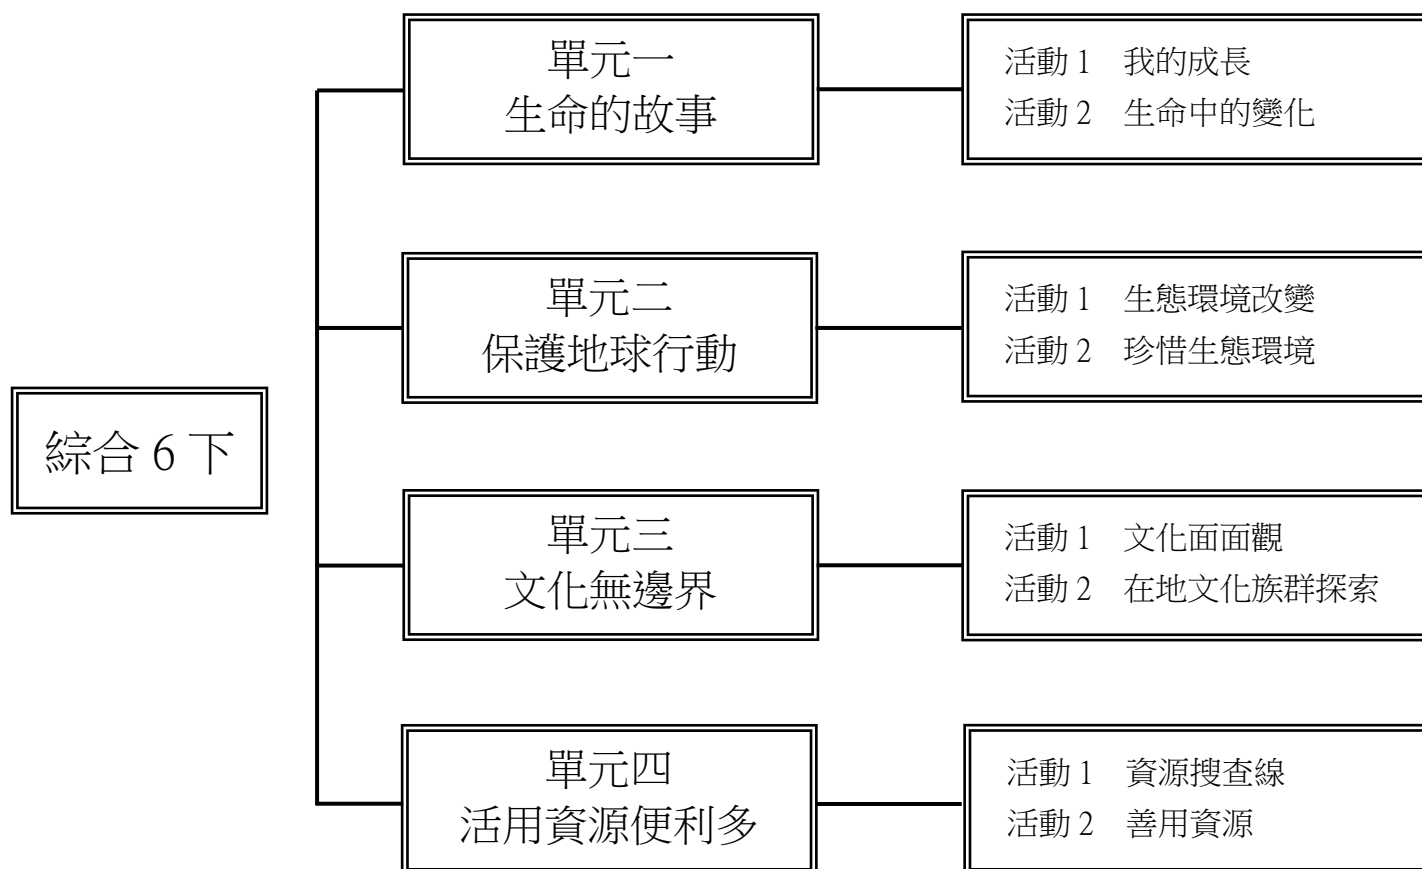 綜合 6 下
單元一
生命的故事
活動 1 我的成長
活動 2 生命中的變化
單元二
保護地球行動
活動 1 生態環境改變
活動 2 珍惜生態環境
單元三
文化無邊界
活動 1 文化面面觀
活動 2 在地文化族群探索
單元四
活用資源便利多
活動 1 資源搜查線
活動 2 善用資源